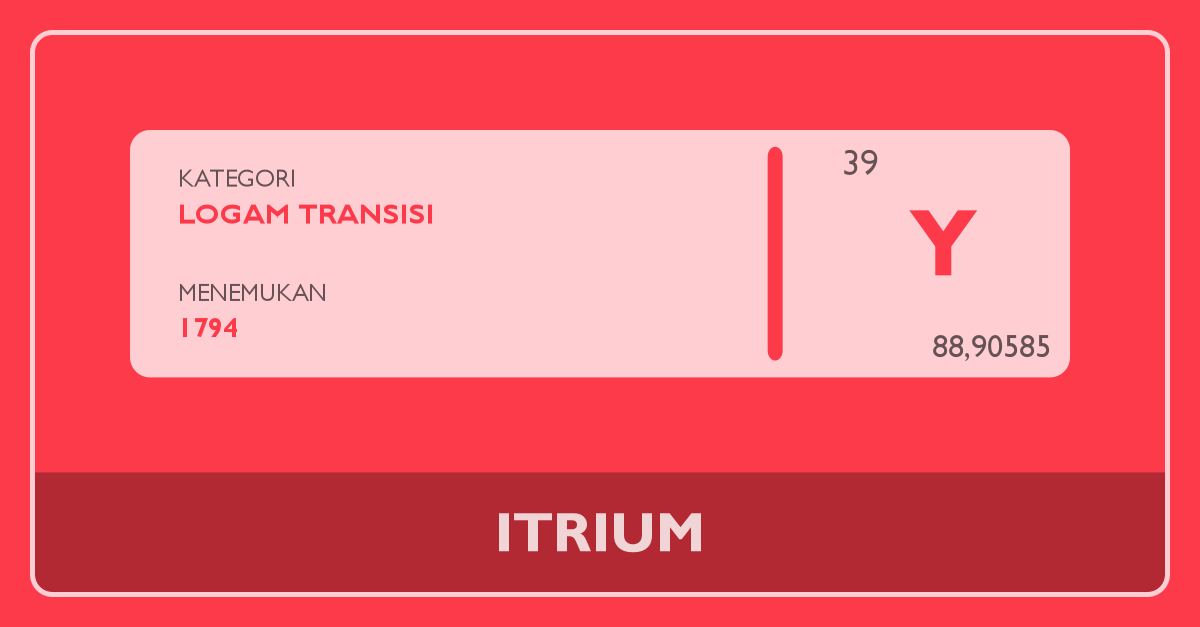 KATEGORI
LOGAM TRANSISI
MENEMUKAN
1794
39
Y
88,90585
ITRIUM